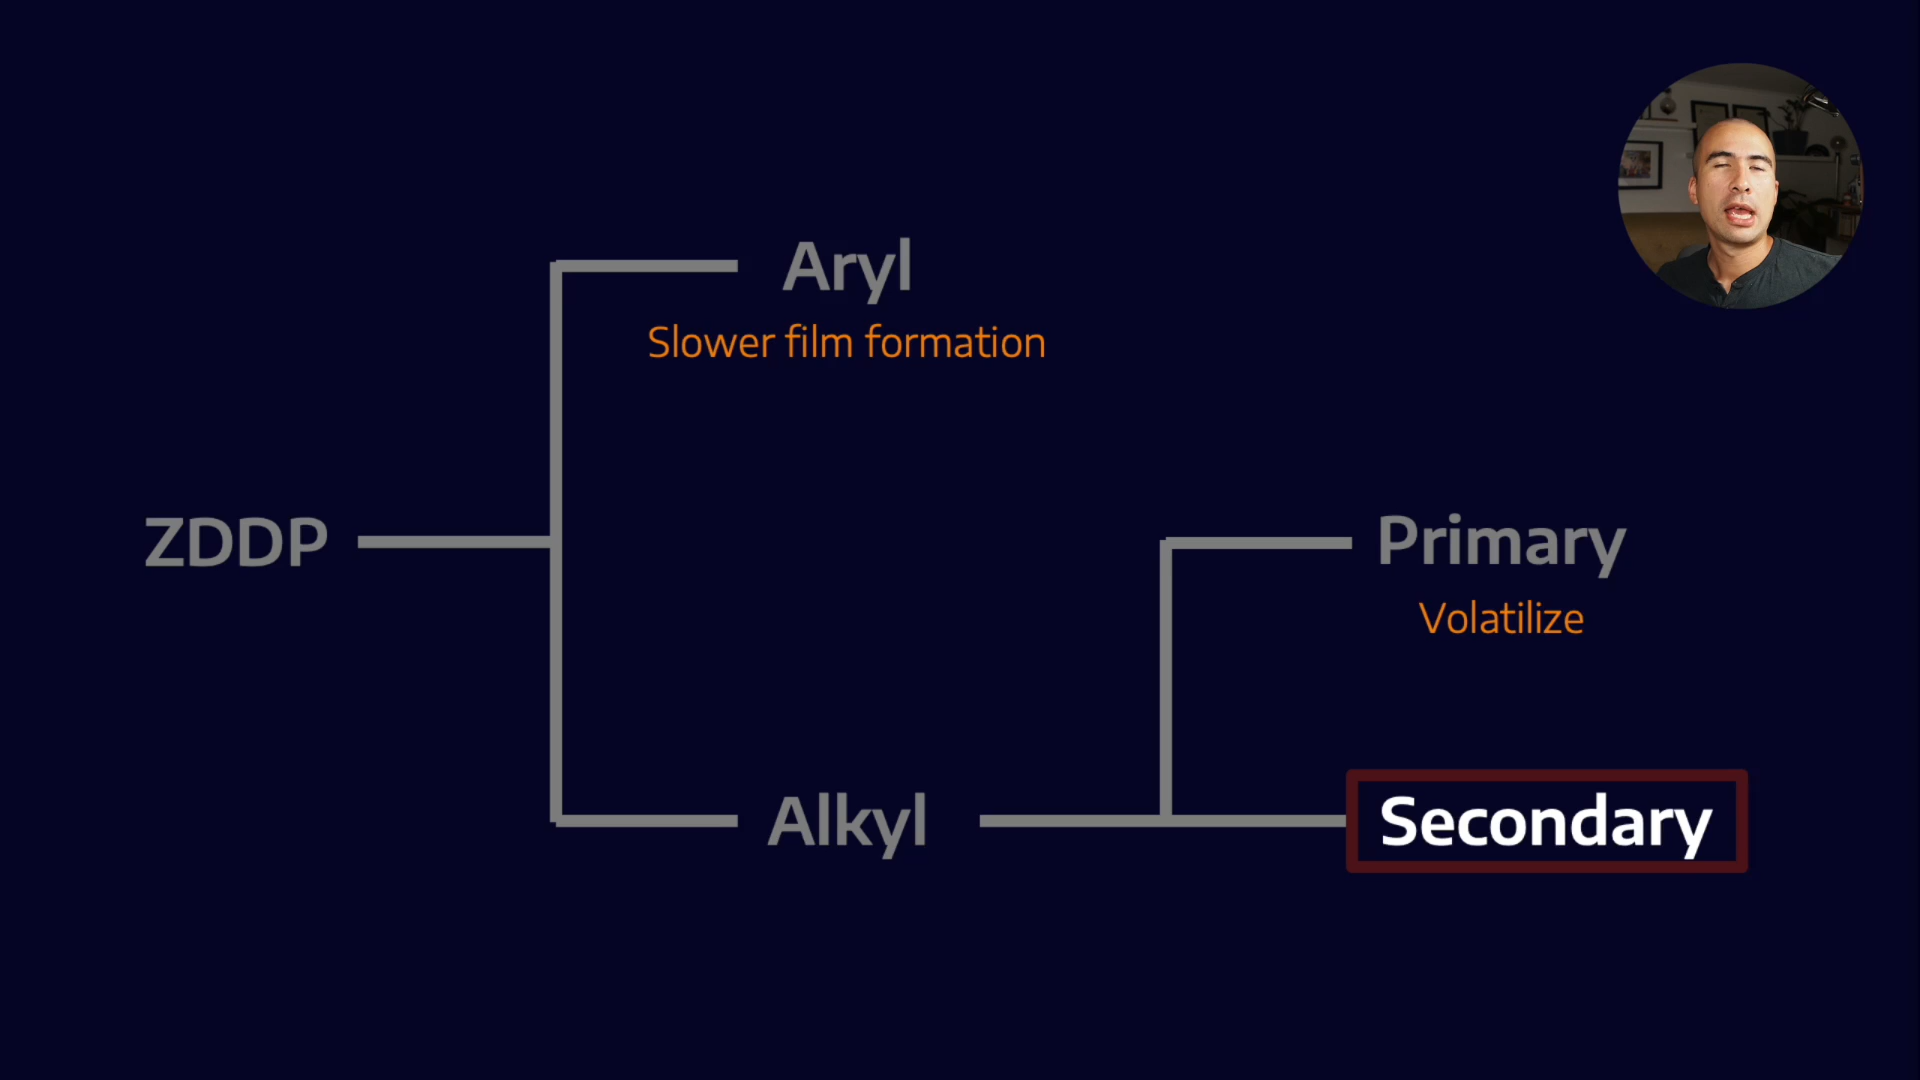 Aryl
Slower film formation
ZDDP
Primary
Volatilize
Alkyl
Secondary